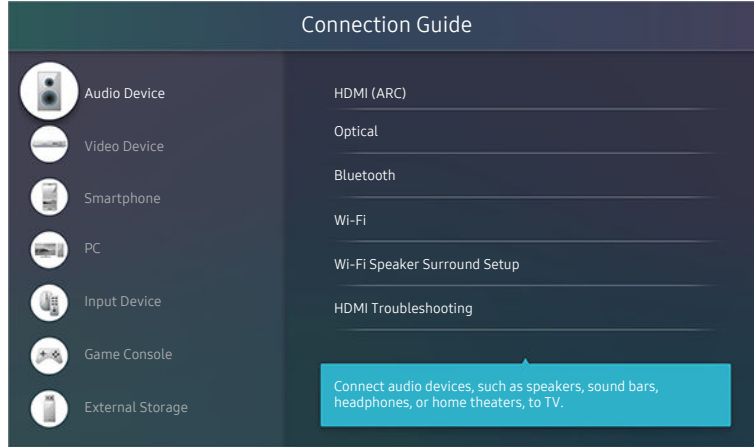 Connection Guide
Audio Device
Video Device
Smartphone
PC
Input Device
Game Console
External Storage
HDMI (ARC)
Optical
Bluetooth
Wi-Fi
Wi-Fi Speaker Surround Setup
HDMI Troubleshooting
Connect audio devices, such as speakers, sound bars,
headphones, or home theaters, to TV.